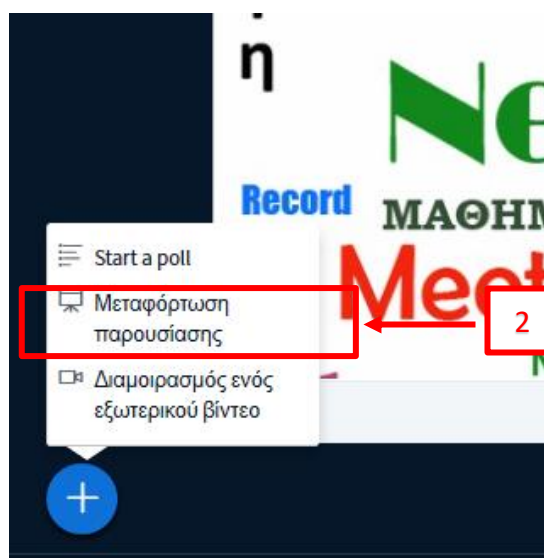 η
Ne
Record
ΜΑΘΗΜ
Meet
Start a poll
Μεταφόρτωση
παρουσίασης
2
Διαμοιρασμός ενός
εξωτερικού βίντεο